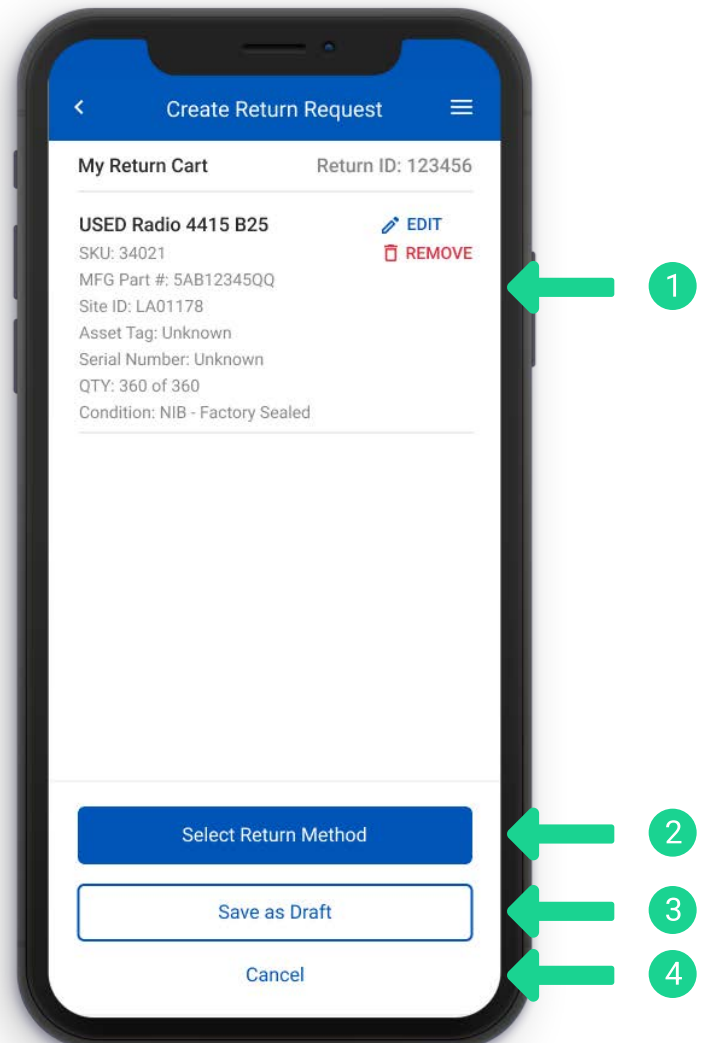 Create Return Request
My Return Cart Return ID: 123456
USED Radio 4415 B25 EDIT
SKU: 34021 REMOVE
MFG Part #: 5AB12345QQ
Site ID: LA01178
Asset Tag: Unknown
Serial Number: Unknown
QTY: 360 of 360
Condition: NIB - Factory Sealed
1
Select Return Method
2
Save as Draft
3
Cancel
4